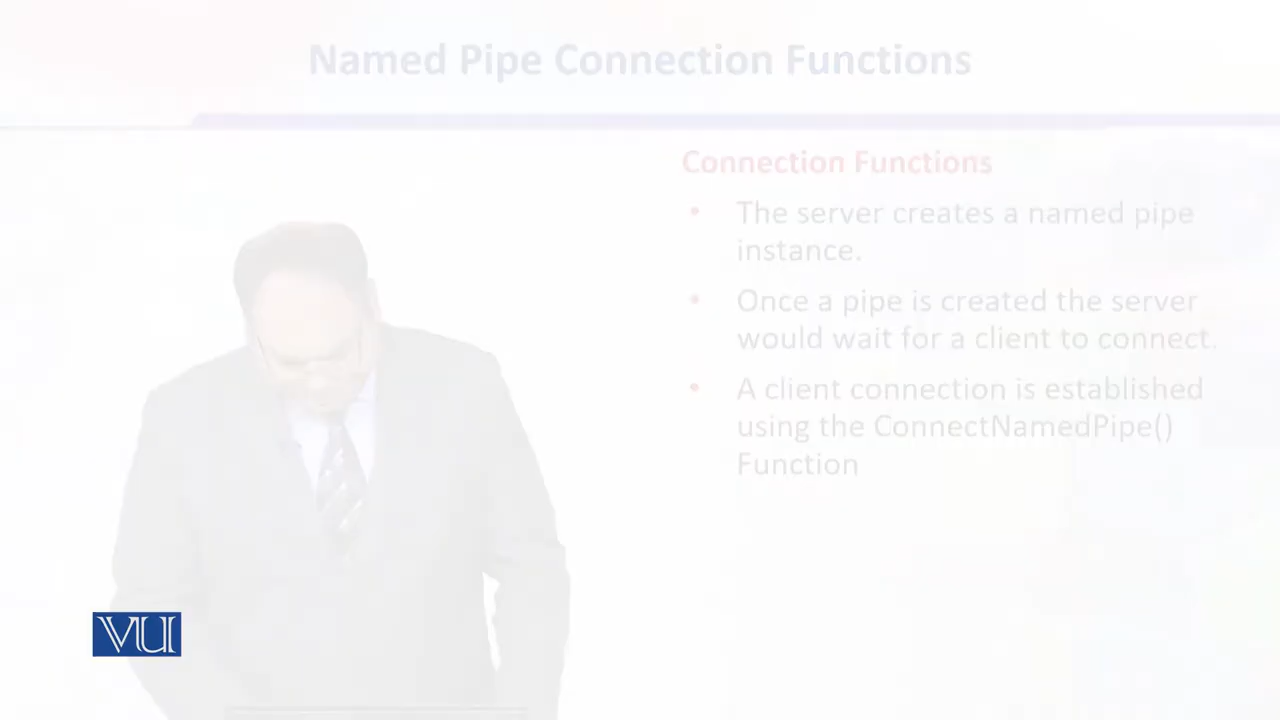 Named Pipe Connection Functions
Connection Functions
• The server creates a named pipe
instance.
• Once a pipe is created the server
would wait for a client to connect.
• A client connection is established
using the ConnectNamedPipe()
Function
VU